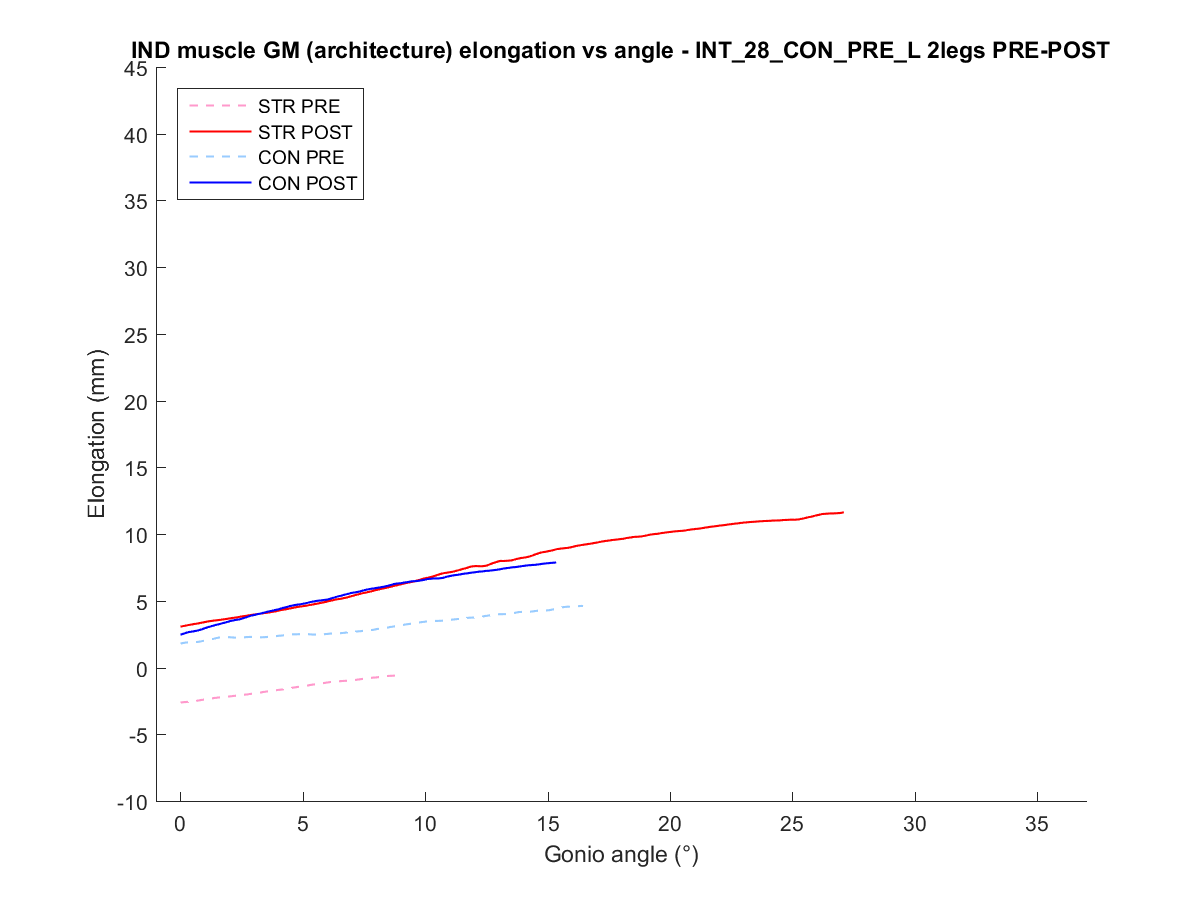 IND muscle GM (architecture) elongation vs angle - INT_28_CON_PRE_L 2legs PRE-POST
45
40
35
30
25
20
15
10
5
0
-5
-10
Elongation (mm)
STR PRE
STR POST
CON PRE
CON POST
0 5 10 15 20 25 30 35
Gonio angle (°)